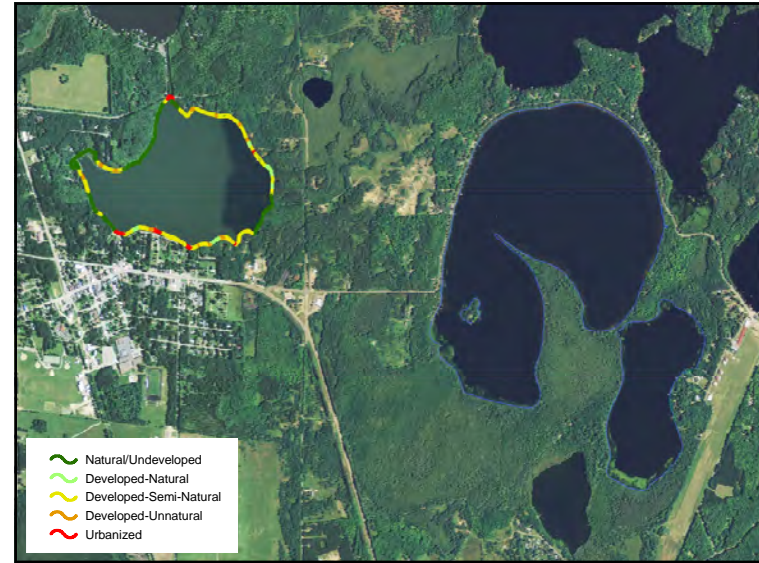 Natural/Undeveloped
Developed-Natural
Developed-Semi-Natural
Developed-Unnatural
Urbanized